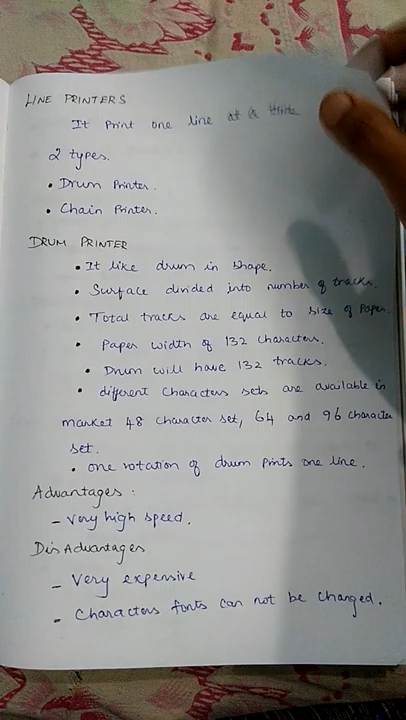 LINE PRINTERS
It Print one line at a time
2 types.
• Drum Printer.
• Chain Printer.
DRUM PRINTER
• It like drum in shape.
• Surface divided into number of tracks.
• Total tracks are equal to size of Paper.
• Paper width of 132 characters.
• Drum will have 132 tracks.
• different characters sets are available in
market 48 character set, 64 and 96 character
set.
• one rotation of drum prints one line.
Advantages :
– Very high speed.
DisAdvantages
– Very expensive
– Characters fonts can not be changed.